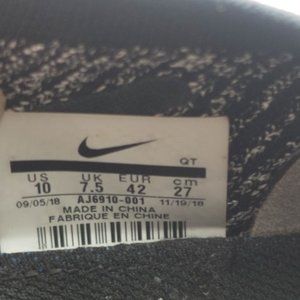 QT
US UK EUR cm
10 7.5 42 27
09/05/18 AJ6910-001 11/19/18
MADE IN CHINA
FABRIQUE EN CHINE